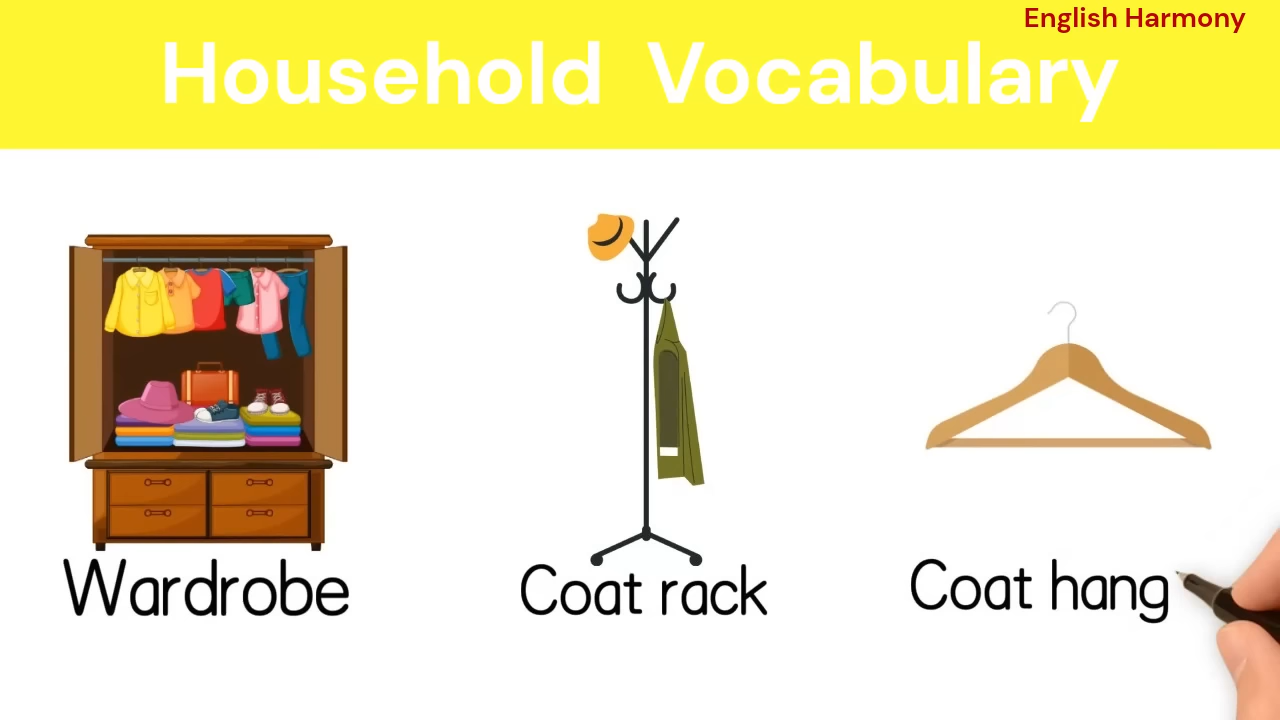 English Harmony
Household Vocabulary
Wardrobe
Coat rack
Coat hang